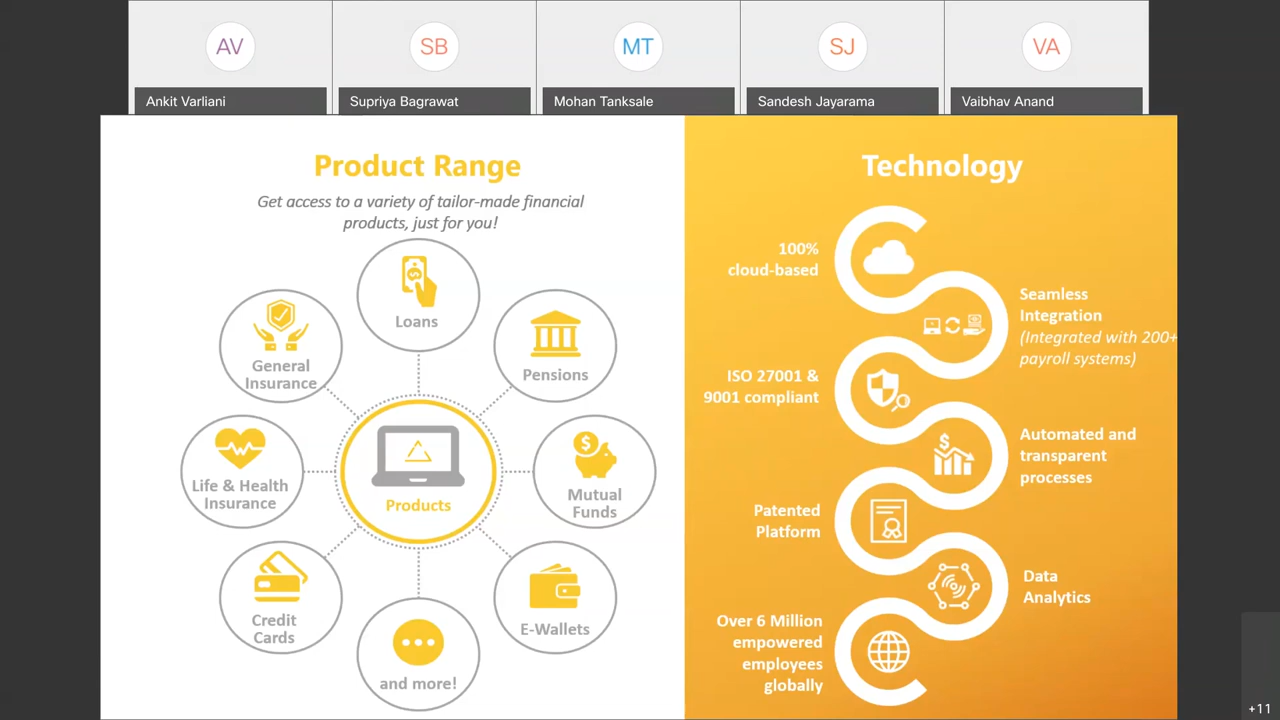 AV
SB
MT
SJ
VA
Ankit Varliani
Supriya Bagrawat
Mohan Tanksale
Sandesh Jayarama
Vaibhav Anand
Product Range
Get access to a variety of tailor-made financial
products, just for you!
Loans
Pensions
Mutual
Funds
E-Wallets
and more!
Credit
Cards
Life & Health
Insurance
General
Insurance
Products
Technology
100%
cloud-based
Seamless
Integration
(Integrated with 200+
payroll systems)
ISO 27001 &
9001 compliant
Automated and
transparent
processes
Patented
Platform
Data
Analytics
Over 6 Million
empowered
employees
globally
+11